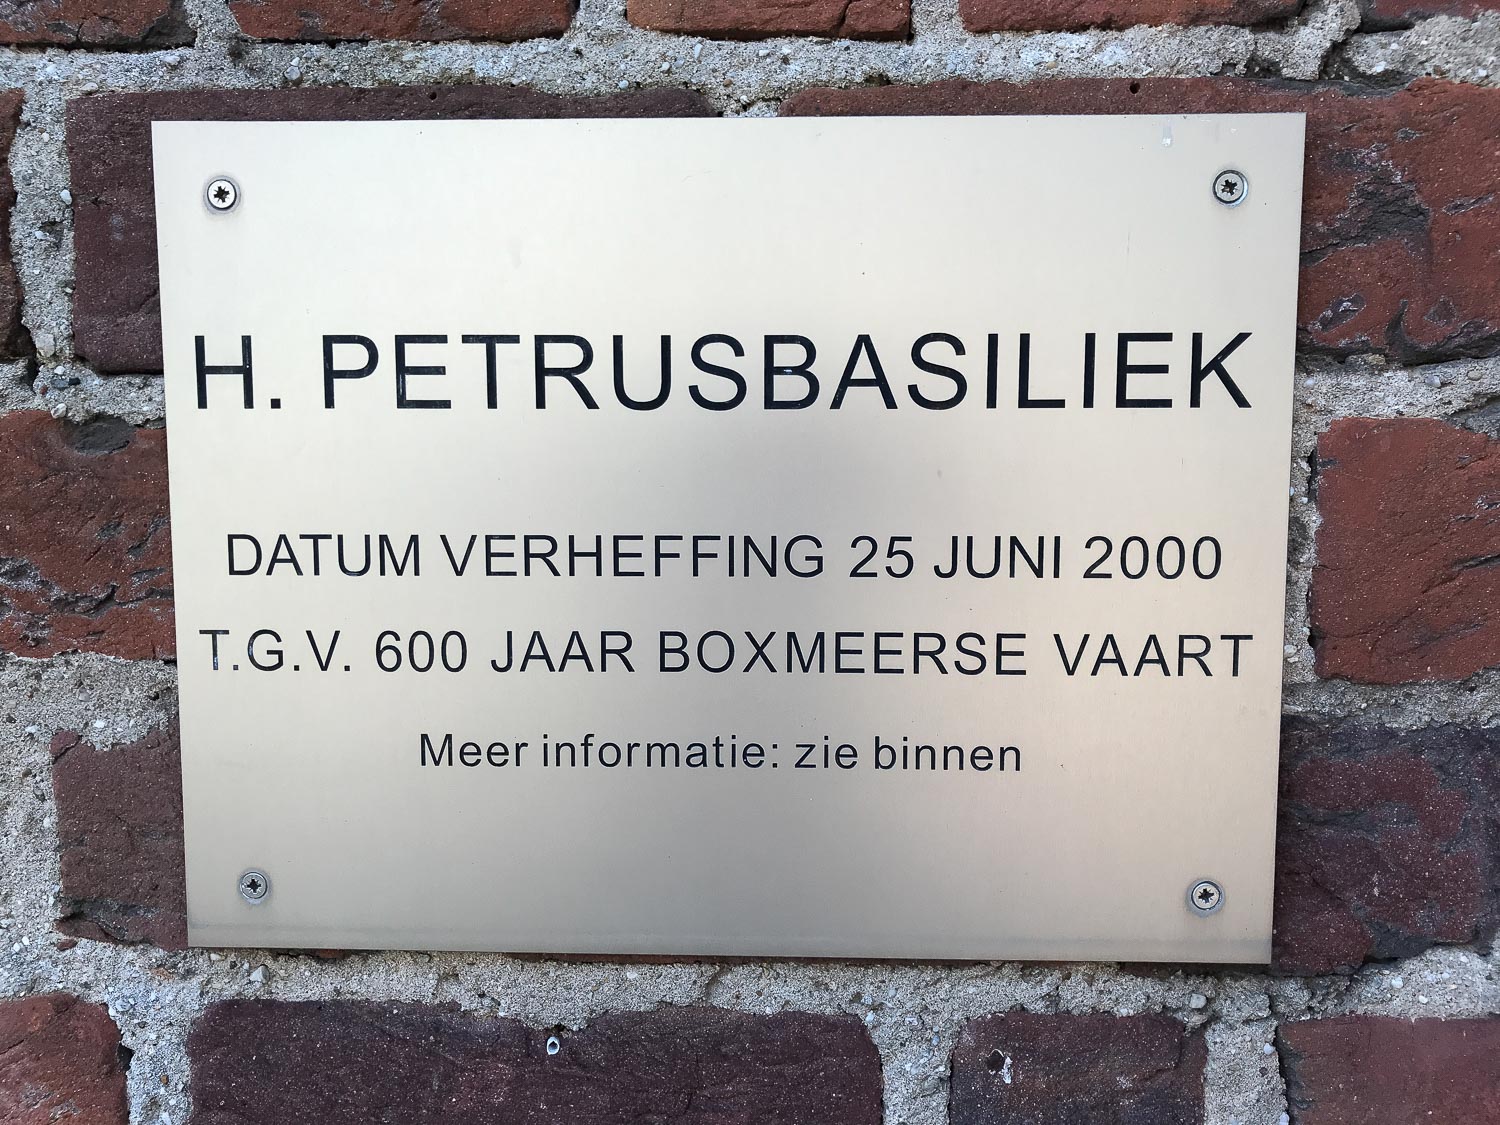 H. PETRUSBASILIEK
DATUM VERHEFFING 25 JUNI 2000
T.G.V. 600 JAAR BOXMEERSE VAART
Meer informatie: zie binnen